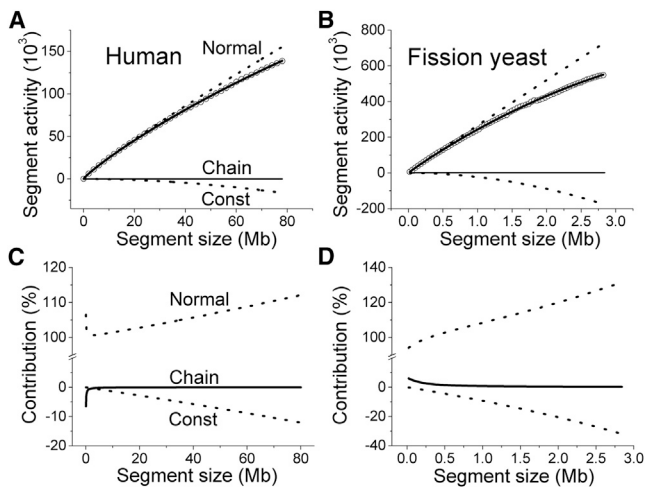 A
Segment activity (10³)
150
100
50
0
Human
Normal
Chain
Const
0 20 40 60 80
Segment size (Mb)
B
Segment activity (10³)
800
600
400
200
0
-200
Fission yeast
0.0 0.5 1.0 1.5 2.0 2.5 3.0
Segment size (Mb)
C
Contribution (%)
120
100
0
-10
-20
Normal
Chain
Const
0 20 40 60 80
Segment size (Mb)
D
Contribution (%)
140
120
100
0
-20
-40
0.0 0.5 1.0 1.5 2.0 2.5 3.0
Segment size (Mb)